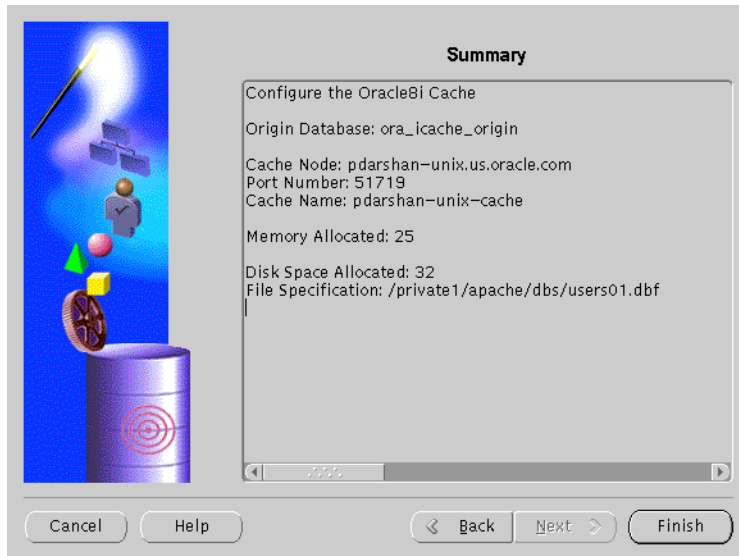 Summary
Configure the Oracle8i Cache
Origin Database: ora_icache_origin
Cache Node: pdarshan-unix.us.oracle.com
Port Number: 51719
Cache Name: pdarshan-unix-cache
Memory Allocated: 25
Disk Space Allocated: 32
File Specification: /private1/apache/dbs/users01.dbf
Cancel Help Back Next Finish